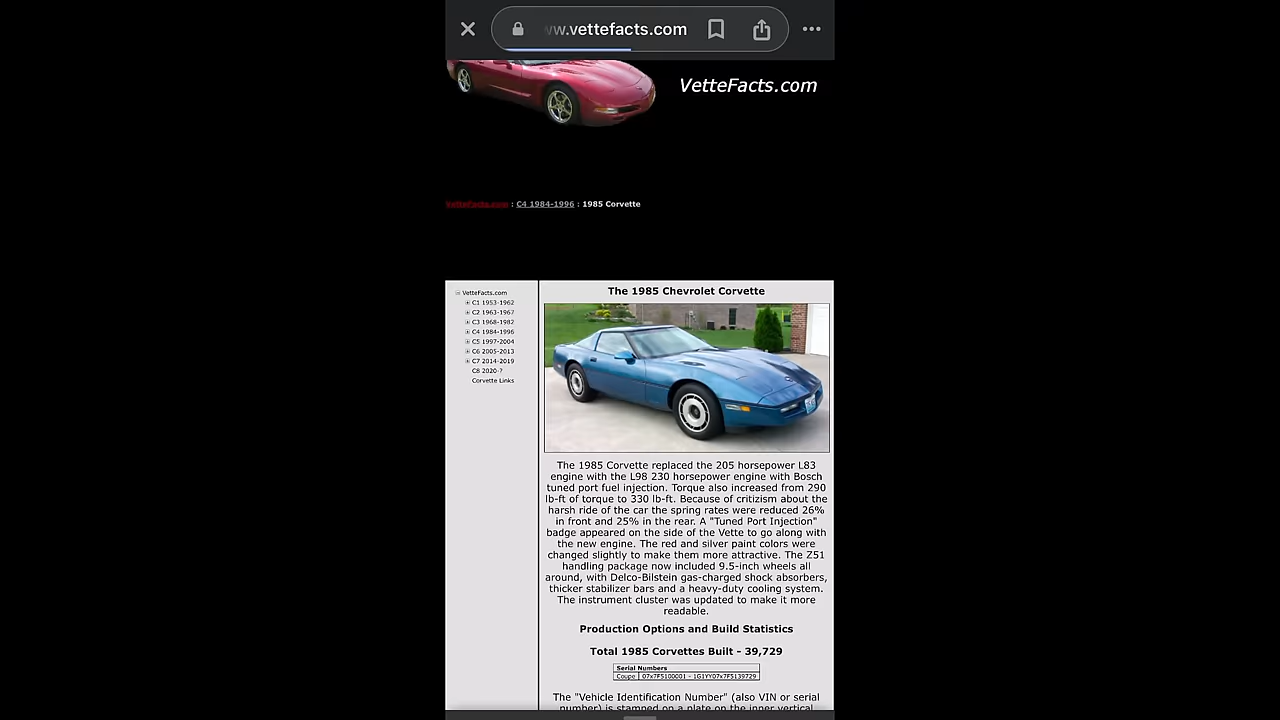 www.vettefacts.com
VetteFacts.com
VetteFacts.com : C4 1984-1996 : 1985 Corvette
VetteFacts.com
C1 1953-1962
C2 1963-1967
C3 1968-1982
C4 1984-1996
C5 1997-2004
C6 2005-2013
C7 2014-2019
C8 2020-?
Corvette Links
The 1985 Chevrolet Corvette
The 1985 Corvette replaced the 205 horsepower L83
engine with the L98 230 horsepower engine with Bosch
tuned port fuel injection. Torque also increased from 290
lb-ft of torque to 330 lb-ft. Because of critizism about the
harsh ride of the car the spring rates were reduced 26%
in front and 25% in the rear. A "Tuned Port Injection"
badge appeared on the side of the Vette to go along with
the new engine. The red and silver paint colors were
changed slightly to make them more attractive. The Z51
handling package now included 9.5-inch wheels all
around, with Delco-Bilstein gas-charged shock absorbers,
thicker stabilizer bars and a heavy-duty cooling system.
The instrument cluster was updated to make it more
readable.
Production Options and Build Statistics
Total 1985 Corvettes Built - 39,729
Serial Numbers
Coupe 07x7F5100001 - 1G1YY07x7F5139729
The "Vehicle Identification Number" (also VIN or serial
number) is stamped on a plate on the inner vertical